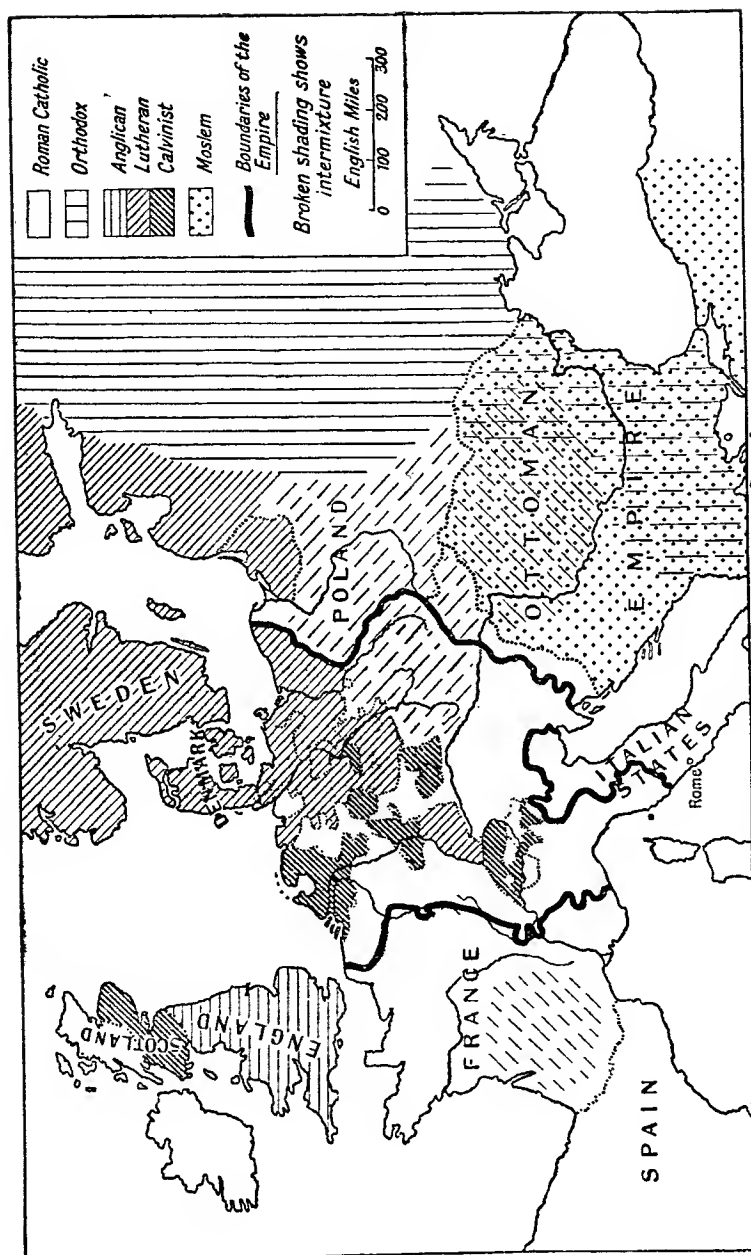 Roman Catholic
Orthodox
Anglican
Lutheran
Calvinist
Moslem
Boundaries of the
Empire
Broken shading shows
intermixture
English Miles
0 100 200 300
SWEDEN
DENMARK
SCOTLAND
ENGLAND
POLAND
FRANCE
OTTOMAN
EMPIRE
ITALIAN
STATES
Rome
SPAIN